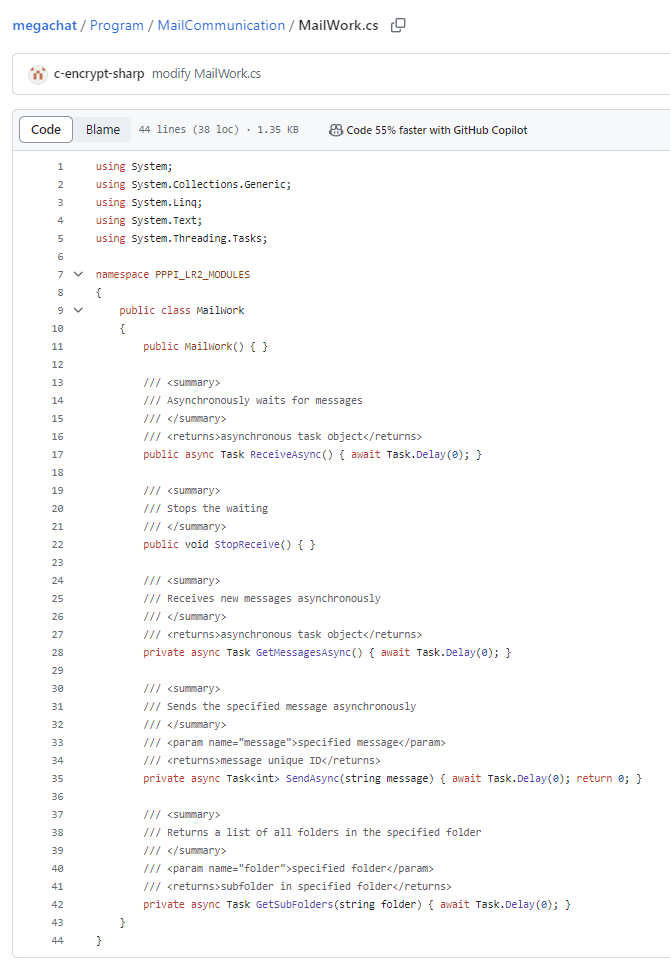 megachat / Program / MailCommunication / MailWork.cs
c-encrypt-sharp modify MailWork.cs
Code Blame 44 lines (38 loc) · 1.35 KB Code 55% faster with GitHub Copilot
1 using System;
2 using System.Collections.Generic;
3 using System.Linq;
4 using System.Text;
5 using System.Threading.Tasks;
6
7 namespace PPPI_LR2_MODULES
8 {
9 public class MailWork
10 {
11 public MailWork() { }
12
13 /// <summary>
14 /// Asynchronously waits for messages
15 /// </summary>
16 /// <returns>asynchronous task object</returns>
17 public async Task ReceiveAsync() { await Task.Delay(0); }
18
19 /// <summary>
20 /// Stops the waiting
21 /// </summary>
22 public void StopReceive() { }
23
24 /// <summary>
25 /// Receives new messages asynchronously
26 /// </summary>
27 /// <returns>asynchronous task object</returns>
28 private async Task GetMessagesAsync() { await Task.Delay(0); }
29
30 /// <summary>
31 /// Sends the specified message asynchronously
32 /// </summary>
33 /// <param name="message">specified message</param>
34 /// <returns>message unique ID</returns>
35 private async Task<int> SendAsync(string message) { await Task.Delay(0); return 0; }
36
37 /// <summary>
38 /// Returns a list of all folders in the specified folder
39 /// </summary>
40 /// <param name="folder">specified folder</param>
41 /// <returns>subfolder in specified folder</returns>
42 private async Task GetSubFolders(string folder) { await Task.Delay(0); }
43 }
44 }